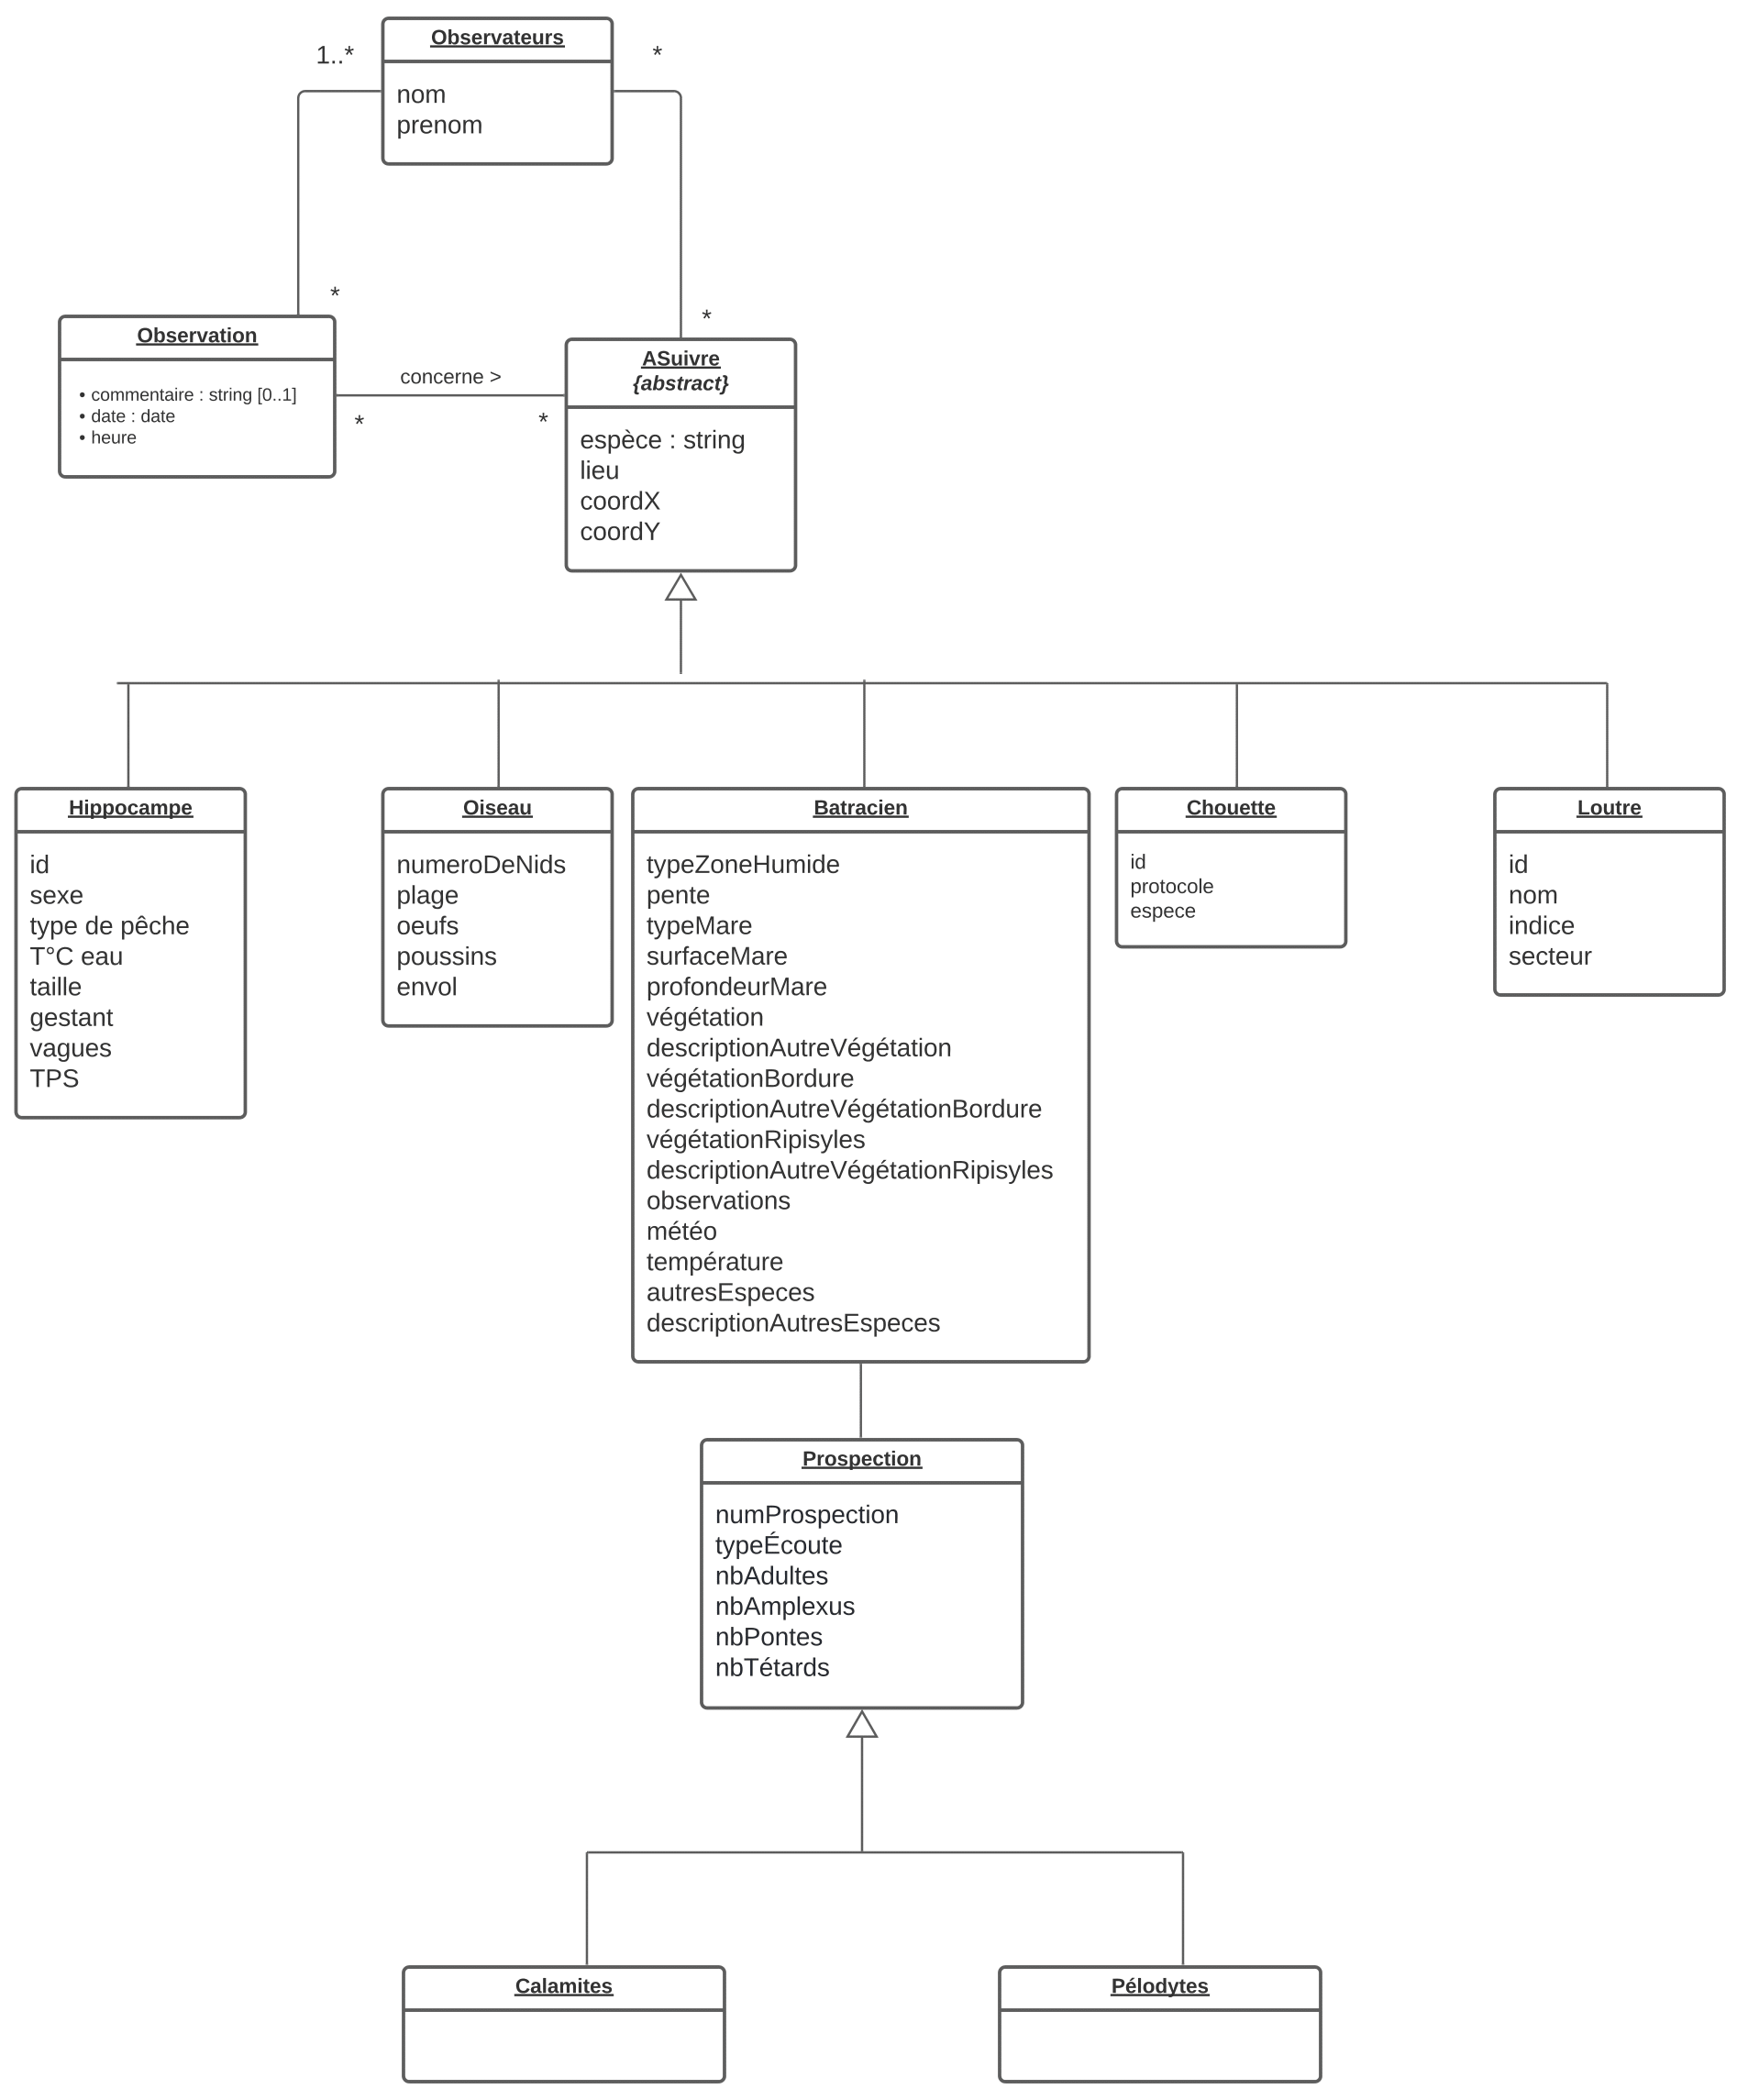 Observateurs
1..*
*
nom
prenom
*
*
Observation
• commentaire : string [0..1]
• date : date
• heure
concerne >
*
*
ASuivre
{abstract}
espèce : string
lieu
coordX
coordY
Hippocampe
id
sexe
type de pêche
T°C eau
taille
gestant
vagues
TPS
Oiseau
numeroDeNids
plage
oeufs
poussins
envol
Batracien
typeZoneHumide
pente
typeMare
surfaceMare
profondeurMare
végétation
descriptionAutreVégétation
végétationBordure
descriptionAutreVégétationBordure
végétationRipisyles
descriptionAutreVégétationRipisyles
observations
météo
température
autresEspeces
descriptionAutresEspeces
Chouette
id
protocole
espece
Loutre
id
nom
indice
secteur
Prospection
numProspection
typeÉcoute
nbAdultes
nbAmplexus
nbPontes
nbTétards
Calamites
Pélodytes